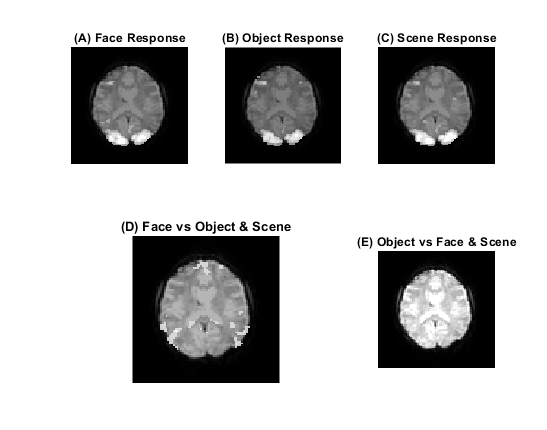 (A) Face Response
(B) Object Response
(C) Scene Response
(D) Face vs Object & Scene
(E) Object vs Face & Scene